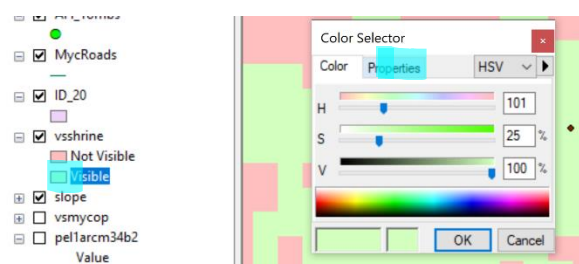 MycRoads
ID_20
vsshrine
Not Visible
Visible
slope
vsmycop
pel1arcm34b2
Value
Color Selector
×
Color Properties HSV
H 101
S 25 %
V 100 %
OK Cancel